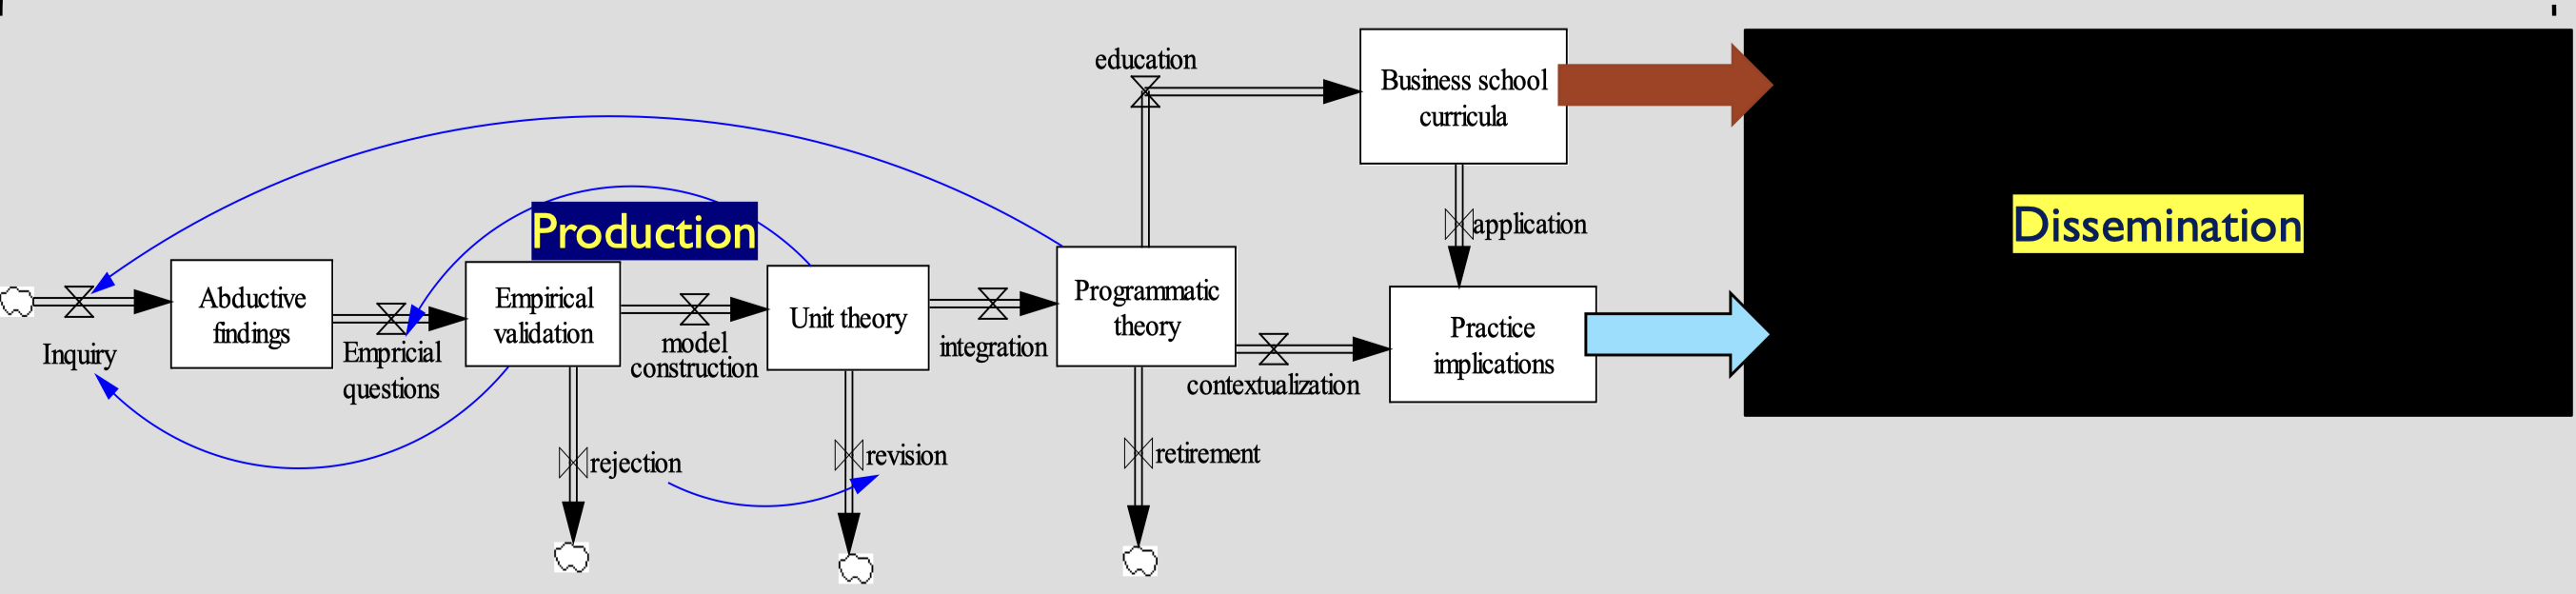 education
Business school
curricula
application
Production
Dissemination
Inquiry
Abductive
findings
Empricial
questions
Empirical
validation
model
construction
Unit theory
integration
Programmatic
theory
contextualization
Practice
implications
rejection
revision
retirement